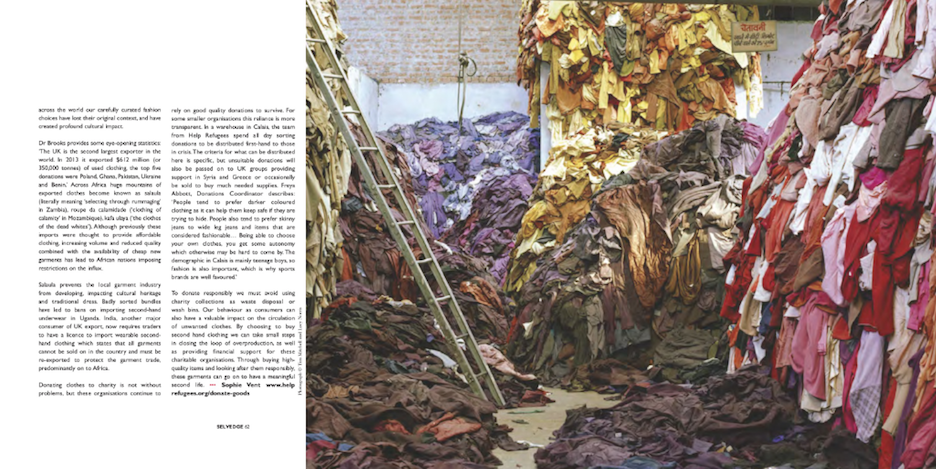 across the world our carefully curated fashion
choices have lost their original context, and have
created profound cultural impact.
Dr Brooks provides some eye-opening statistics:
'The UK is the second largest exporter in the
world. In 2013 it exported $612 million (or
350,000 tonnes) of used clothing, the top five
donations were Poland, Ghana, Pakistan, Ukraine
and Benin.' Across Africa huge mountains of
exported clothes become known as salaula
(literally meaning 'selecting through rummaging'
in Zambia), roupe da calamidade ('clothing of
calamity' in Mozambique), kafa ulaya ('the clothes
of the dead whites'). Although previously these
imports were thought to provide affordable
clothing, increasing volume and reduced quality
combined with the availability of cheap new
garments has lead to African nations imposing
restrictions on the influx.
Salaula prevents the local garment industry
from developing, impacting cultural heritage
and traditional dress. Badly sorted bundles
have led to bans on importing second-hand
underwear in Uganda. India, another major
consumer of UK export, now requires traders
to have a licence to import wearable second-
hand clothing which states that all garments
cannot be sold on in the country and must be
re-exported to protect the garment trade,
predominantly on to Africa.
Donating clothes to charity is not without
problems, but these organisations continue to
rely on good quality donations to survive. For
some smaller organisations this reliance is more
transparent. In a warehouse in Calais, the team
from Help Refugees spend all day sorting
donations to be distributed first-hand to those
in crisis. The criteria for what can be distributed
here is specific, but unsuitable donations will
also be passed on to UK groups providing
support in Syria and Greece or occasionally
be sold to buy much needed supplies. Freya
Abbott, Donations Coordinator describes:
'People tend to prefer darker coloured
clothing as it can help them keep safe if they are
trying to hide. People also tend to prefer skinny
jeans to wide leg jeans and items that are
considered fashionable... Being able to choose
your own clothes, you get some autonomy
which otherwise may be hard to come by. The
demographic in Calais is mainly teenage boys, so
fashion is also important, which is why sports
brands are well favoured.'
To donate responsibly we must avoid using
charity collections as waste disposal or
wash bins. Our behaviour as consumers can
also have a valuable impact on the circulation
of unwanted clothes. By choosing to buy
second hand clothing we can take small steps
in closing the loop of overproduction, as well
as providing financial support for these
charitable organisations. Through buying high-
quality items and looking after them responsibly,
these garments can go on to have a meaningful
second life. ••• Sophie Vent www.help
refugees.org/donate-goods
SELVEDGE 62
Photograph © Tim Mitchell and Lucy Norris
चेतावनी